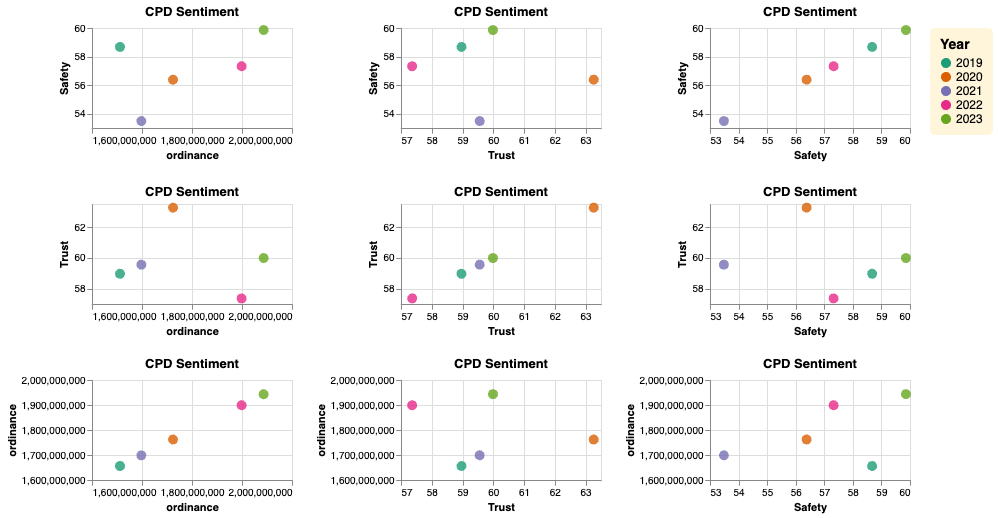 CPD Sentiment CPD Sentiment CPD Sentiment
60 60 60
58 58 58
56 56 56
54 54 54
Safety Safety Safety
1,600,000,000 1,800,000,000 2,000,000,000 57 58 59 60 61 62 63 53 54 55 56 57 58 59 60
ordinance Trust Safety
Year
2019
2020
2021
2022
2023
CPD Sentiment CPD Sentiment CPD Sentiment
62 62 62
60 60 60
58 58 58
Trust Trust Trust
1,600,000,000 1,800,000,000 2,000,000,000 57 58 59 60 61 62 63 53 54 55 56 57 58 59 60
ordinance Trust Safety
CPD Sentiment CPD Sentiment CPD Sentiment
2,000,000,000 2,000,000,000 2,000,000,000
1,900,000,000 1,900,000,000 1,900,000,000
1,800,000,000 1,800,000,000 1,800,000,000
1,700,000,000 1,700,000,000 1,700,000,000
1,600,000,000 1,600,000,000 1,600,000,000
ordinance ordinance ordinance
1,600,000,000 1,800,000,000 2,000,000,000 57 58 59 60 61 62 63 53 54 55 56 57 58 59 60
ordinance Trust Safety